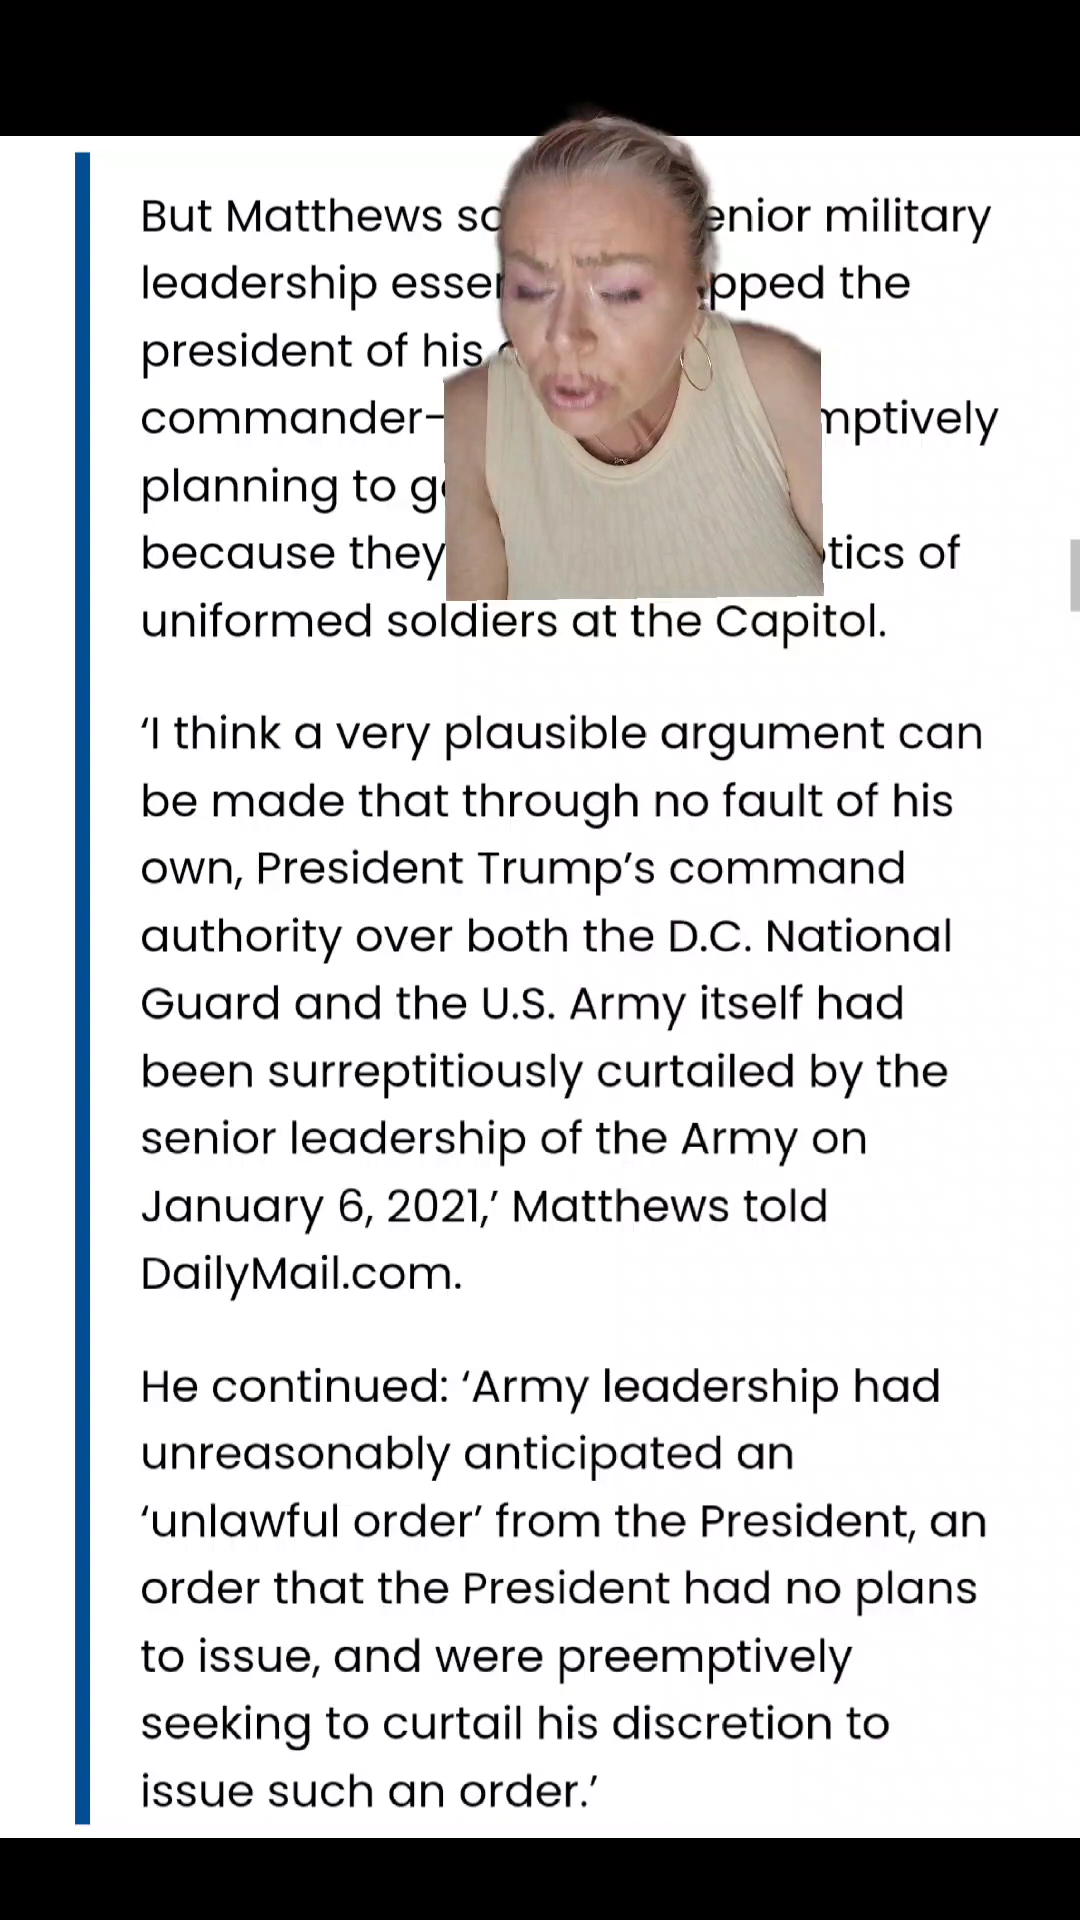 But Matthews enior military
leadership pped the
president of his
commander- mptively
planning to
because they tics of
uniformed soldiers at the Capitol.
‘I think a very plausible argument can
be made that through no fault of his
own, President Trump’s command
authority over both the D.C. National
Guard and the U.S. Army itself had
been surreptitiously curtailed by the
senior leadership of the Army on
January 6, 2021,’ Matthews told
DailyMail.com.
He continued: ‘Army leadership had
unreasonably anticipated an
‘unlawful order’ from the President, an
order that the President had no plans
to issue, and were preemptively
seeking to curtail his discretion to
issue such an order.’